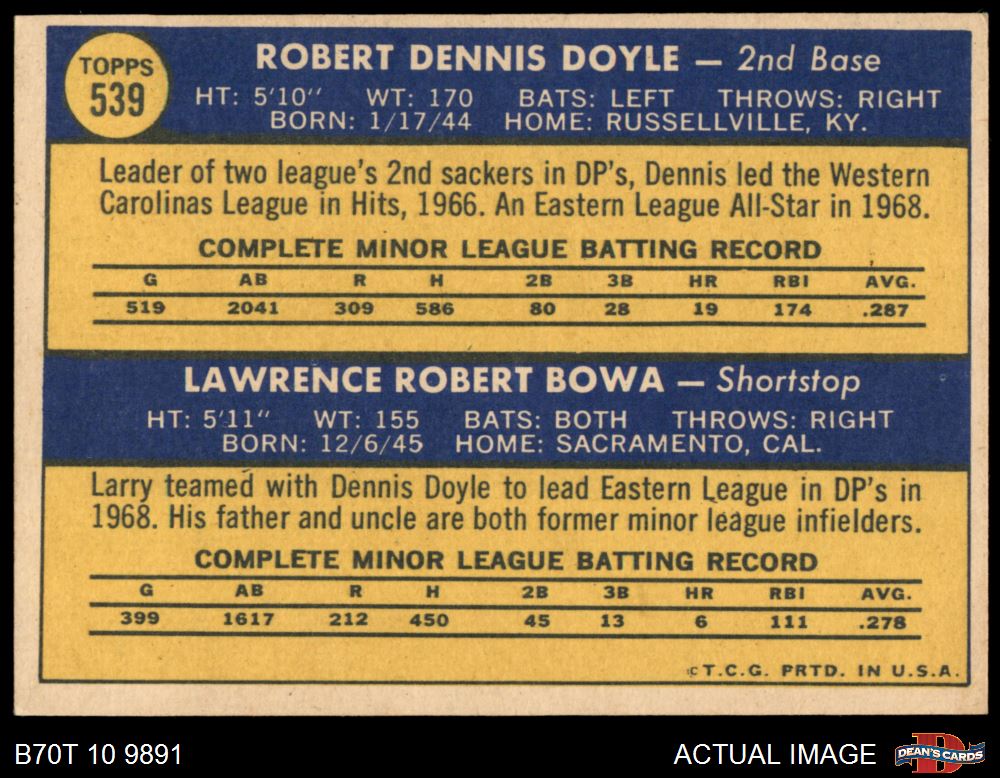 TOPPS
539
ROBERT DENNIS DOYLE — 2nd Base
HT: 5'10" WT: 170 BATS: LEFT THROWS: RIGHT
BORN: 1/17/44 HOME: RUSSELLVILLE, KY.
Leader of two league's 2nd sackers in DP's, Dennis led the Western
Carolinas League in Hits, 1966. An Eastern League All-Star in 1968.
COMPLETE MINOR LEAGUE BATTING RECORD
G AB R H 2B 3B HR RBI AVG.
519 2041 309 586 80 28 19 174 .287
LAWRENCE ROBERT BOWA — Shortstop
HT: 5'11" WT: 155 BATS: BOTH THROWS: RIGHT
BORN: 12/6/45 HOME: SACRAMENTO, CAL.
Larry teamed with Dennis Doyle to lead Eastern League in DP's in
1968. His father and uncle are both former minor league infielders.
COMPLETE MINOR LEAGUE BATTING RECORD
G AB R H 2B 3B HR RBI AVG.
399 1617 212 450 45 13 6 111 .278
©T.C.G. PRTD. IN U.S.A.
B70T 10 9891
ACTUAL IMAGE
DEAN'S CARDS